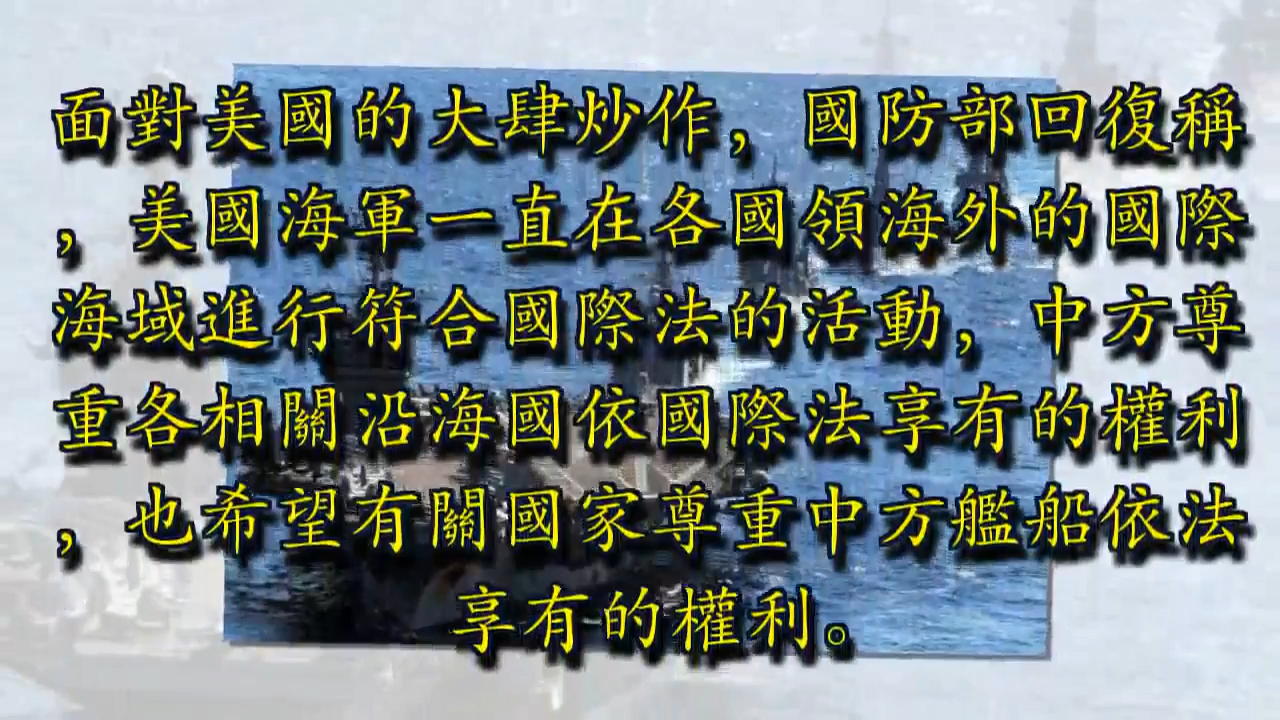 面對美國的大肆炒作，國防部回復稱
，美國海軍一直在各國領海外的國際
海域進行符合國際法的活動，中方尊
重各相關沿海國依國際法享有的權利
，也希望有關國家尊重中方艦船依法
享有的權利。